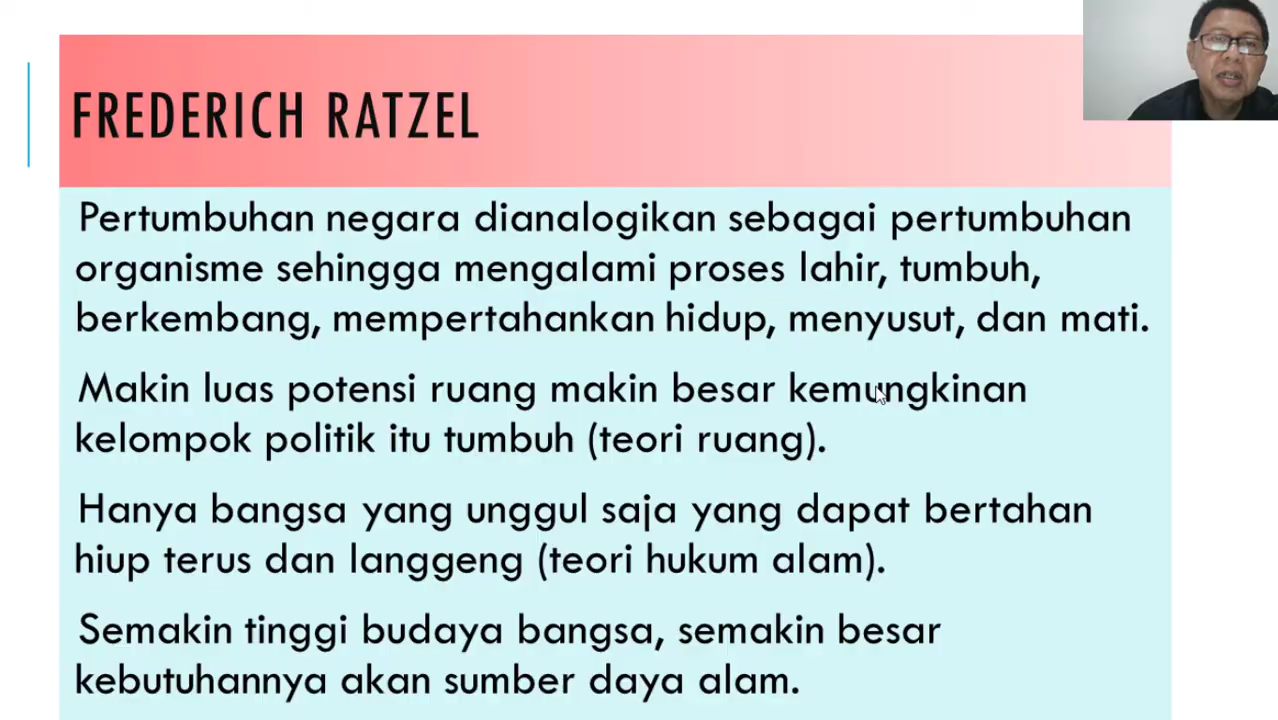 FREDERICH RATZEL
Pertumbuhan negara dianalogikan sebagai pertumbuhan
organisme sehingga mengalami proses lahir, tumbuh,
berkembang, mempertahankan hidup, menyusut, dan mati.
Makin luas potensi ruang makin besar kemungkinan
kelompok politik itu tumbuh (teori ruang).
Hanya bangsa yang unggul saja yang dapat bertahan
hiup terus dan langgeng (teori hukum alam).
Semakin tinggi budaya bangsa, semakin besar
kebutuhannya akan sumber daya alam.